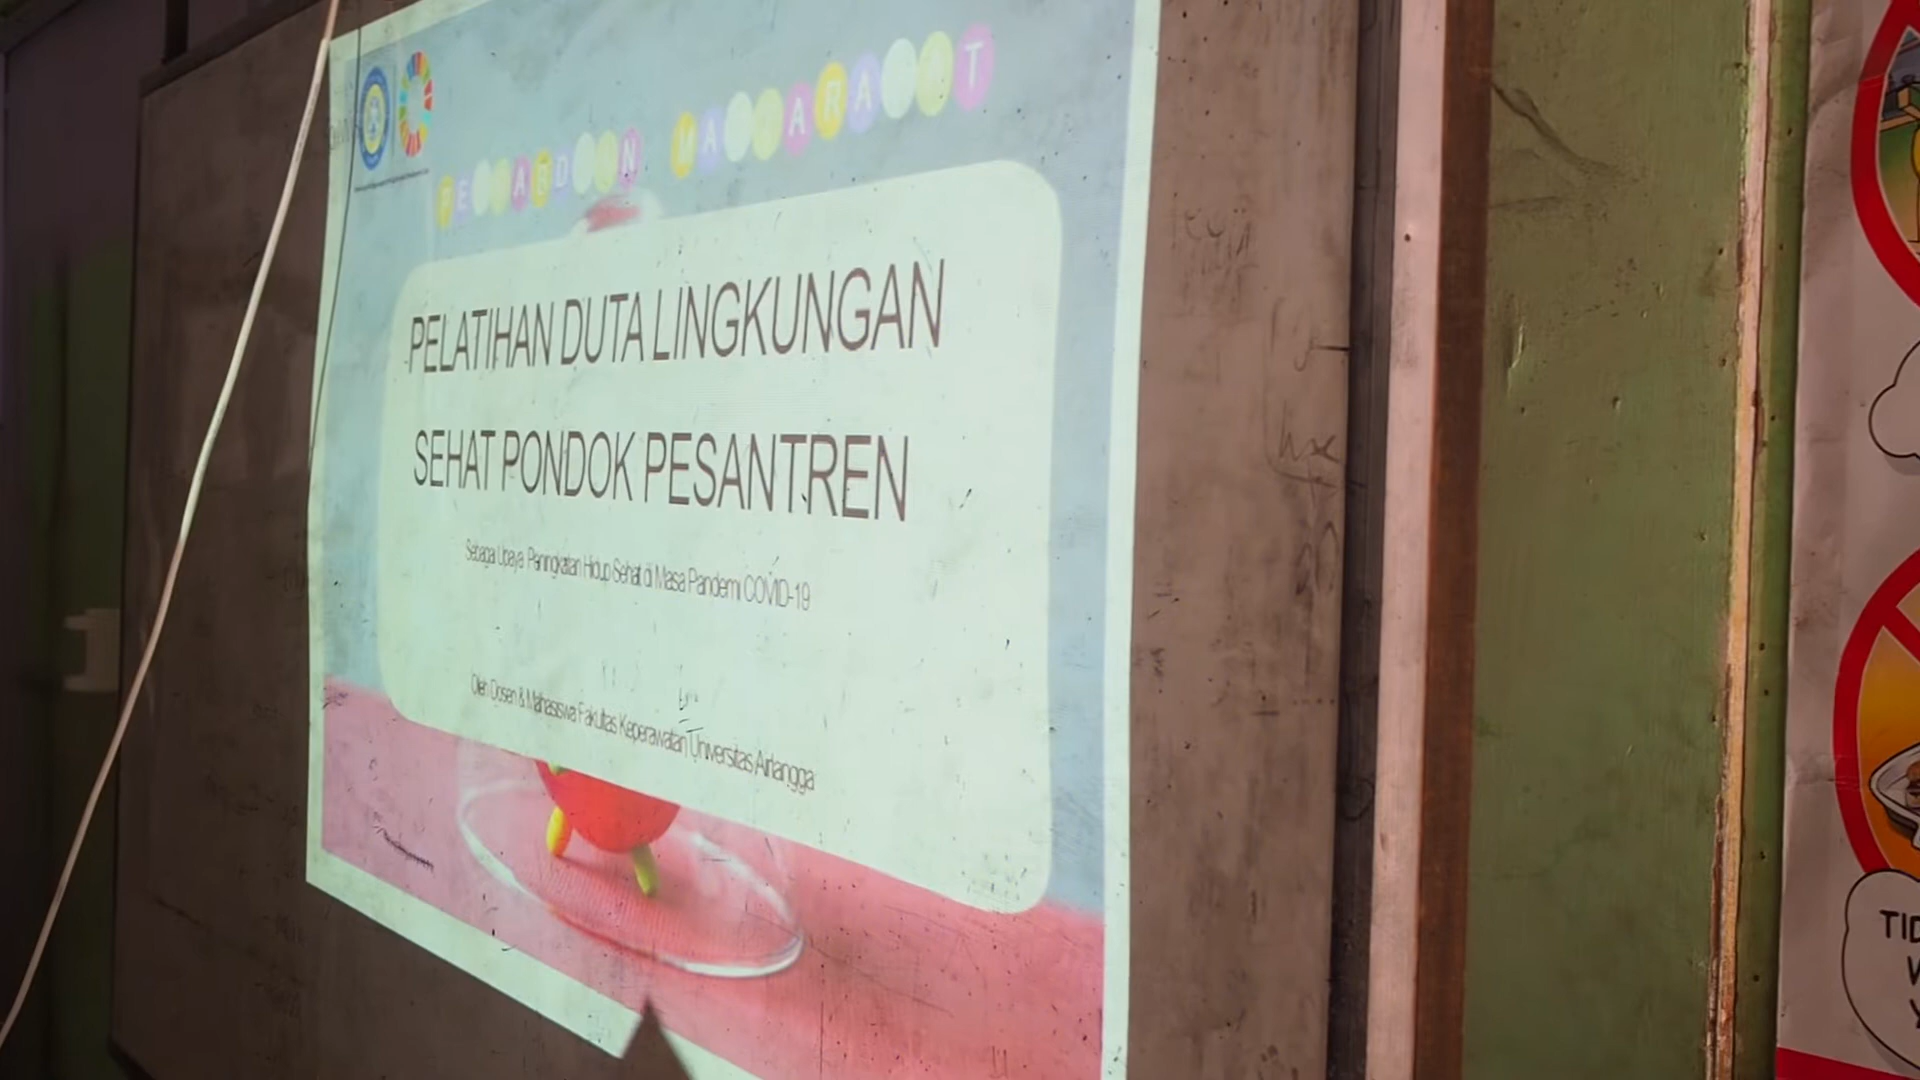 PENGABDIAN MASYARAKAT
PELATIHAN DUTA LINGKUNGAN
SEHAT PONDOK PESANTREN
Sebagai Upaya Peningkatan Hidup Sehat di Masa Pandemi COVID-19
Oleh Dosen & Mahasiswa Fakultas Keperawatan Universitas Airlangga